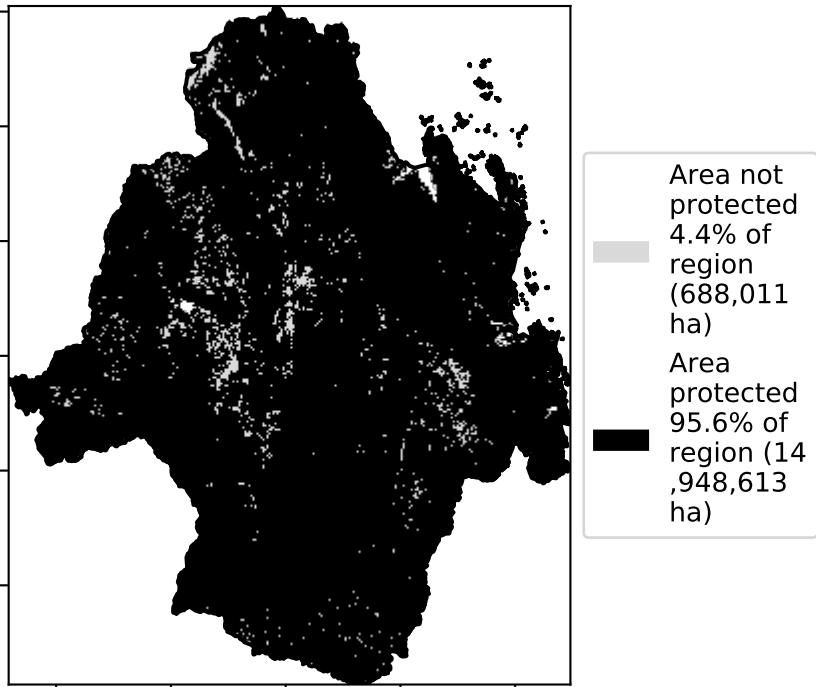 Area not
protected
4.4% of
region
(688,011
ha)
Area
protected
95.6% of
region (14
,948,613
ha)